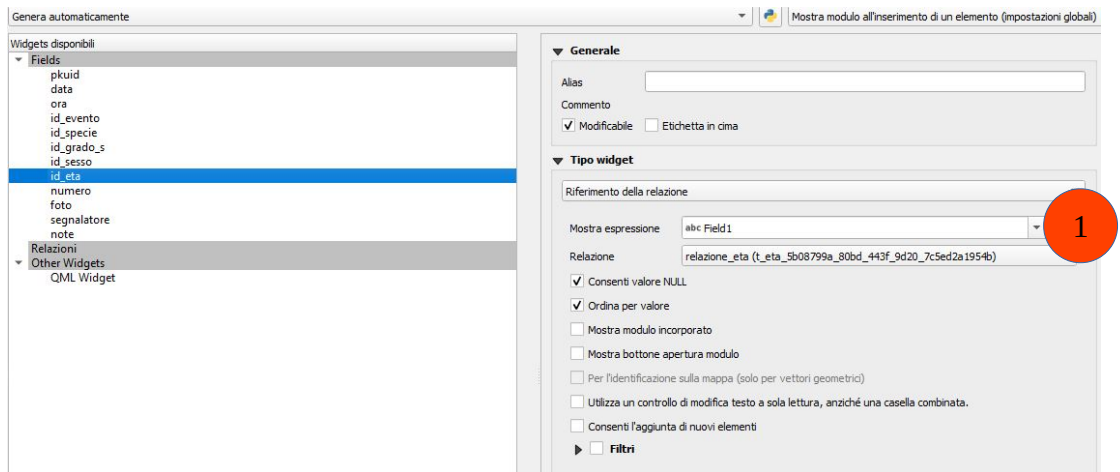 Genera automaticamente
Mostra modulo all'inserimento di un elemento (impostazioni globali)
Widgets disponibili
Fields
pkuid
data
ora
id_evento
id_specie
id_grado_s
id_sesso
id_eta
numero
foto
segnalatore
note
Relazioni
Other Widgets
QML Widget
Generale
Alias
Commento
Modificabile Etichetta in cima
Tipo widget
Riferimento della relazione
Mostra espressione abc Field1
1
Relazione relazione_eta (t_eta_5b08799a_80bd_443f_9d20_7c5ed2a1954b)
Consenti valore NULL
Ordina per valore
Mostra modulo incorporato
Mostra bottone apertura modulo
Per l'identificazione sulla mappa (solo per vettori geometrici)
Utilizza un controllo di modifica testo a sola lettura, anziché una casella combinata.
Consenti l'aggiunta di nuovi elementi
Filtri